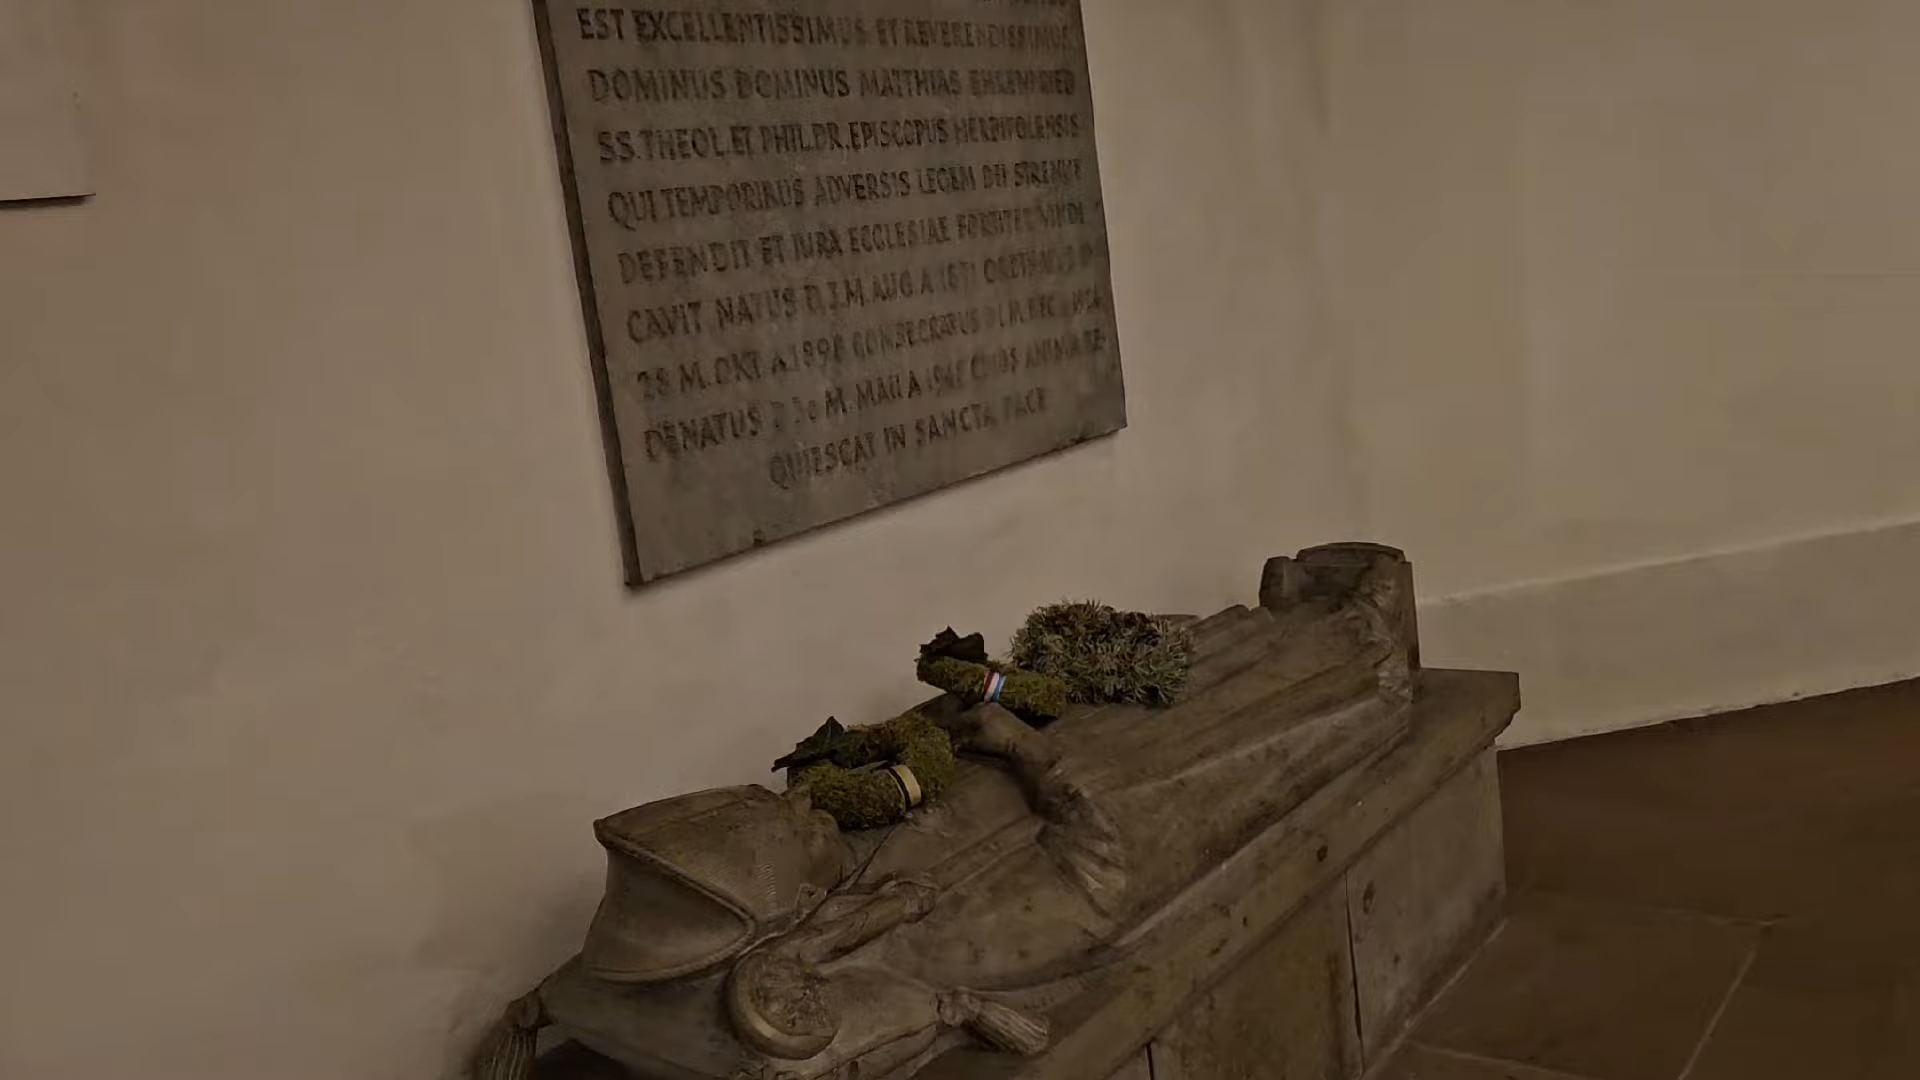 EST EXCELLENTISSIMUS ET REVERENDISSIMUS
DOMINUS DOMINUS MATTHIAS EHRENFRIED
SS. THEOL. ET PHIL. DR. EPISCOPUS HERBIPOLENSIS
QUI TEMPORIBUS ADVERSIS LEGEM DEI STRENUE
DEFENDIT ET IURA ECCLESIAE FORTITER VINDI
CAVIT NATUS D. 3. M. AUG. A 1871 ORDINATUS D
28 M. OKT A. 1898 CONSECRATUS D 1. M. DEC. A 1924
DENATUS D 30 M. MAII A 1948 CUIUS ANIMA
QUIESCAT IN SANCTA PACE